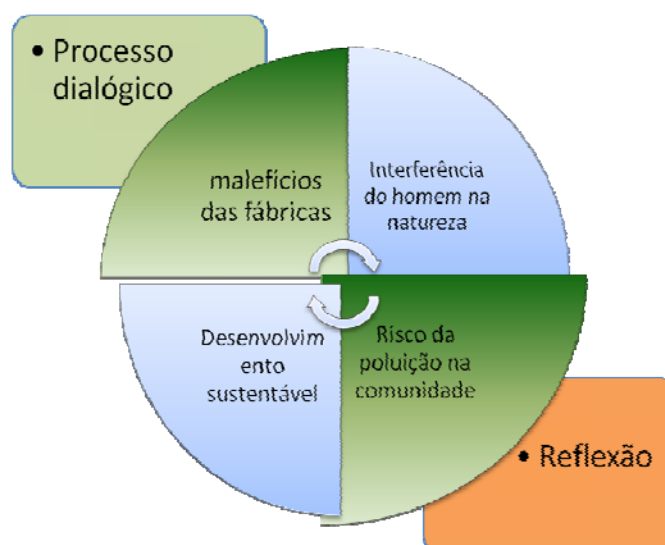 • Processo
dialógico
malefícios
das fábricas
Interferência
do homem na
natureza
Desenvolvim
ento
sustentável
Risco da
poluição na
comunidade
• Reflexão